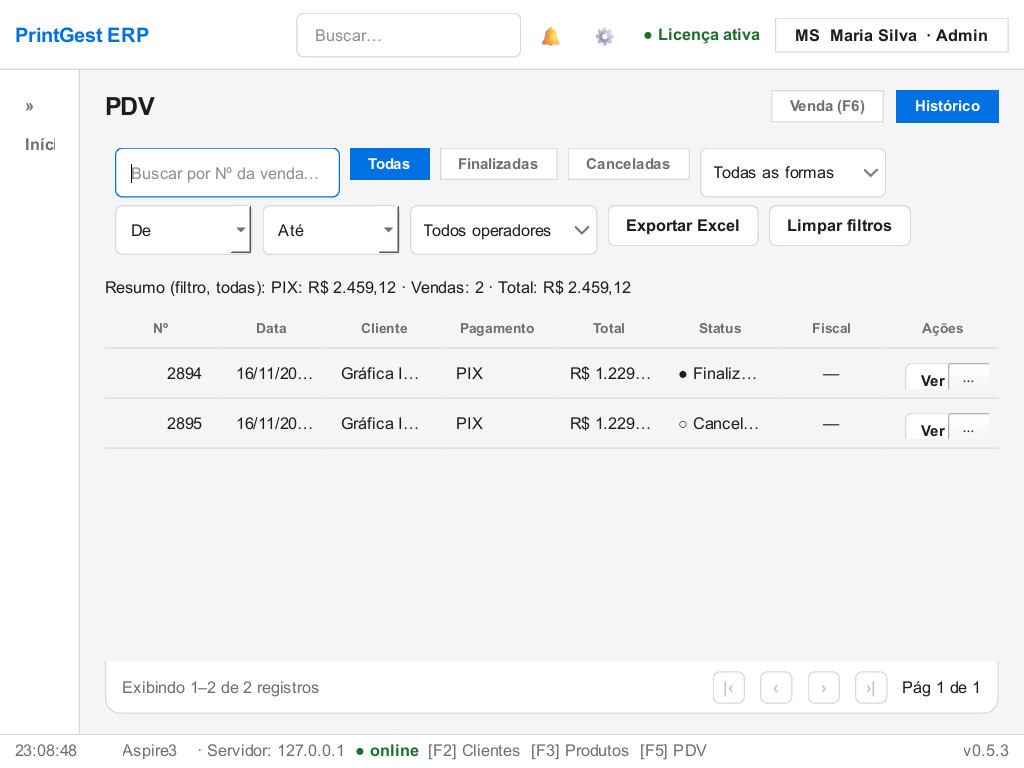 PrintGest ERP
Buscar...
● Licença ativa
MS Maria Silva · Admin
»
Iníci
PDV
Venda (F6)
Histórico
Buscar por Nº da venda...
Todas
Finalizadas
Canceladas
Todas as formas
De
Até
Todos operadores
Exportar Excel
Limpar filtros
Resumo (filtro, todas): PIX: R$ 2.459,12 · Vendas: 2 · Total: R$ 2.459,12
Nº Data Cliente Pagamento Total Status Fiscal Ações
2894 16/11/20... Gráfica I... PIX R$ 1.229... ● Finaliz... — Ver ...
2895 16/11/20... Gráfica I... PIX R$ 1.229... ○ Cancel... — Ver ...
Exibindo 1–2 de 2 registros
|‹ ‹ › ›| Pág 1 de 1
23:08:48 Aspire3 · Servidor: 127.0.0.1 ● online [F2] Clientes [F3] Produtos [F5] PDV v0.5.3